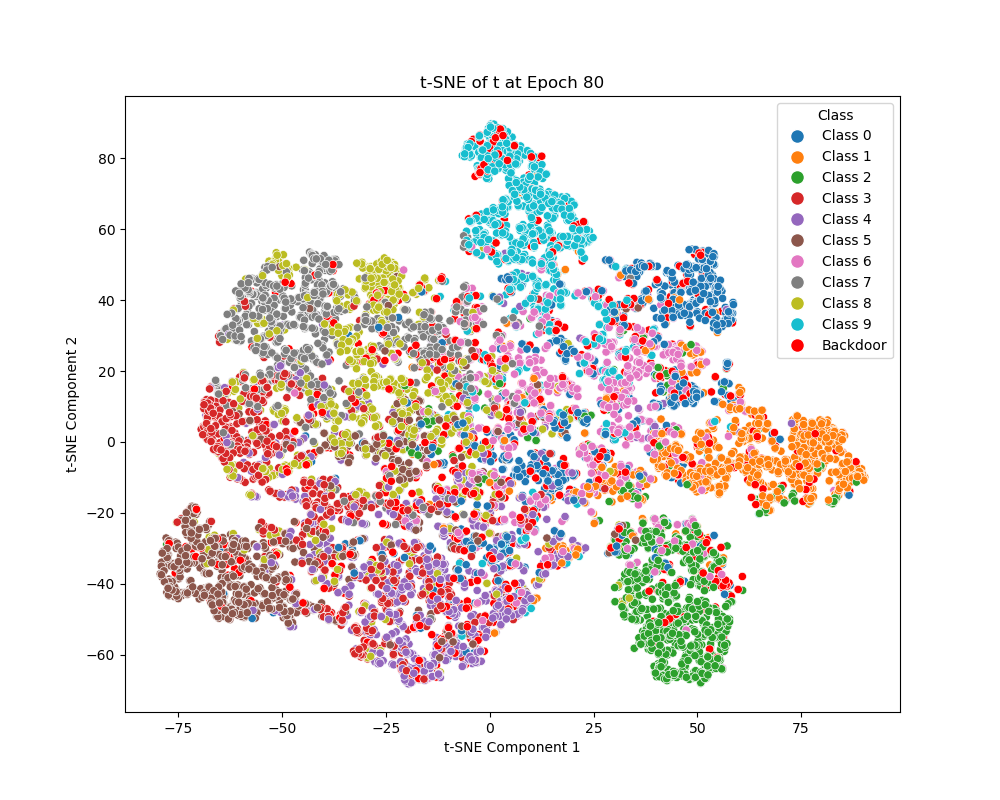 t-SNE of t at Epoch 80
Class
Class 0
Class 1
Class 2
Class 3
Class 4
Class 5
Class 6
Class 7
Class 8
Class 9
Backdoor
80
60
40
20
0
−20
−40
−60
t-SNE Component 2
−75
−50
−25
0
25
50
75
t-SNE Component 1